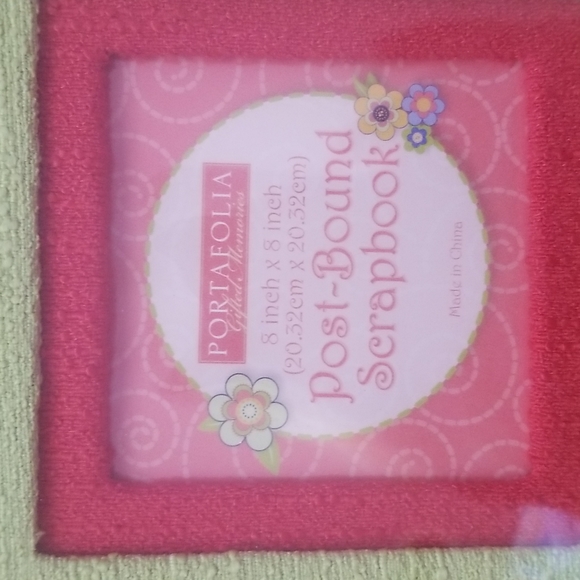 PORTAFOLIA
Gifted Memories
8 inch x 8 inch
(20.32cm x 20.32cm)
Post-Bound
Scrapbook
Made in China